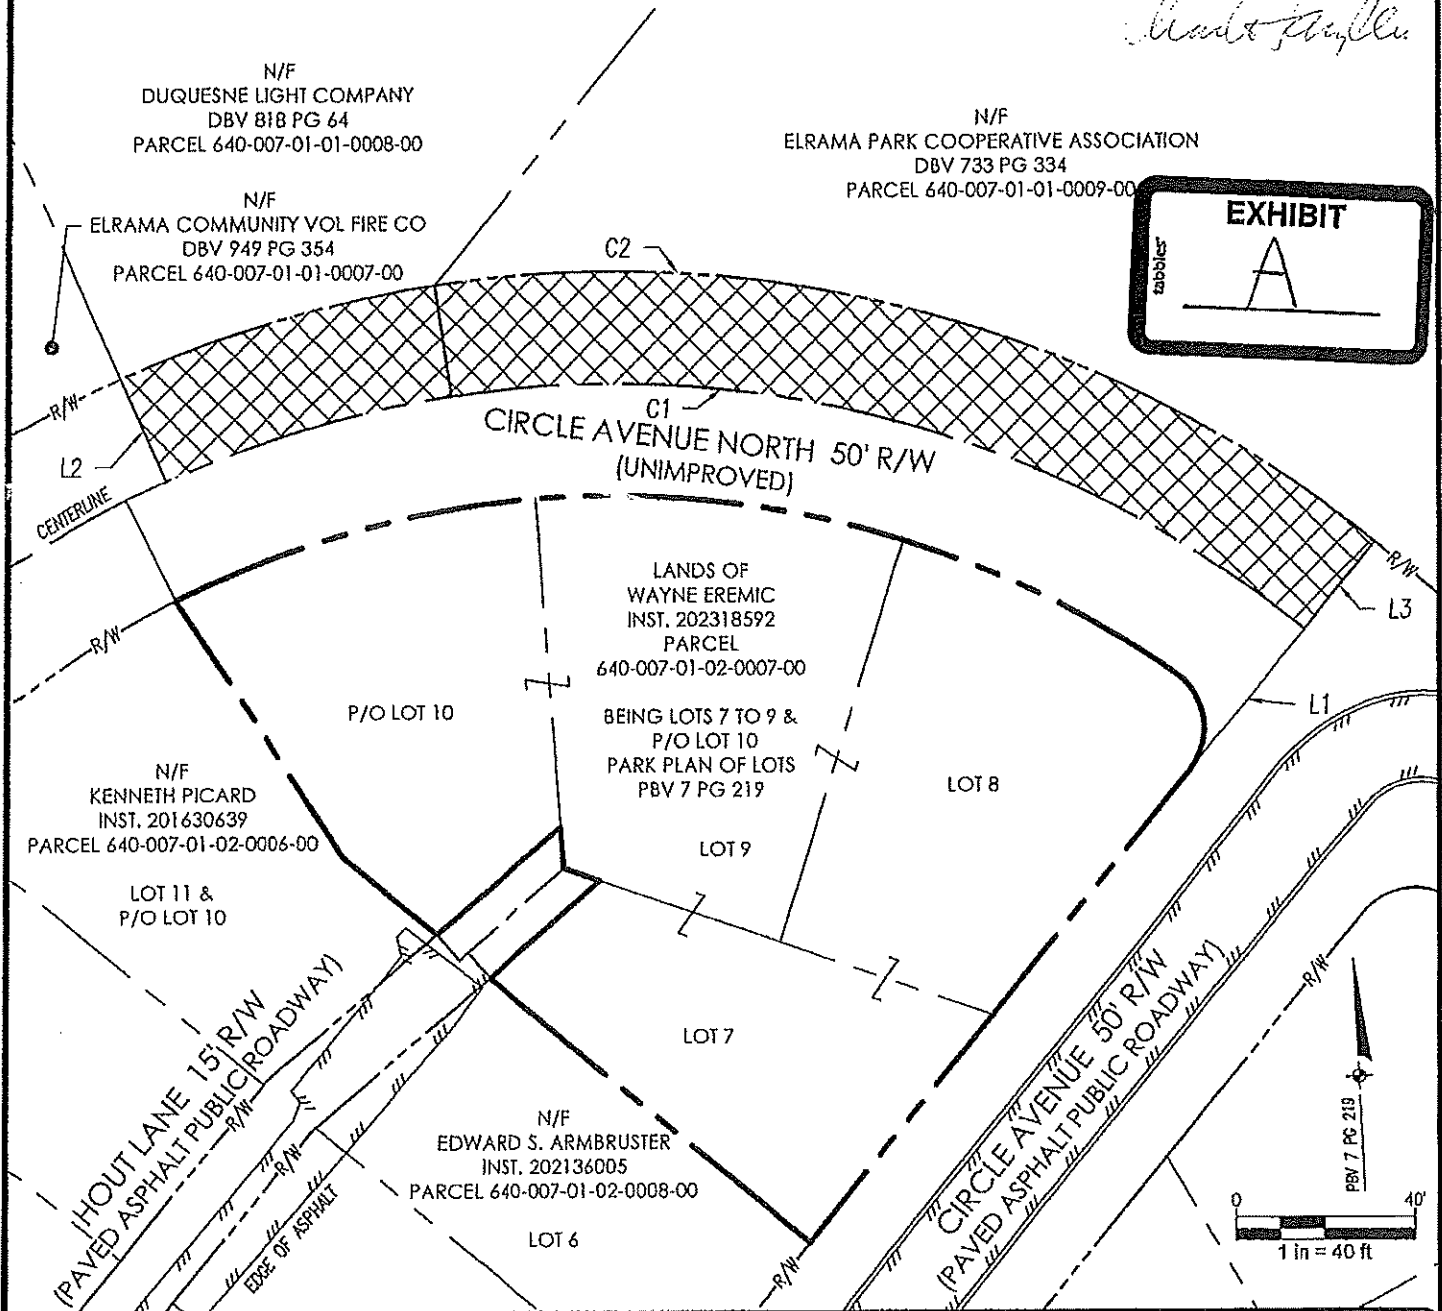 N/F
DUQUESNE LIGHT COMPANY
DBV 818 PG 64
PARCEL 640-007-01-01-0008-00
N/F
ELRAMA PARK COOPERATIVE ASSOCIATION
DBV 733 PG 334
PARCEL 640-007-01-01-0009-00
N/F
ELRAMA COMMUNITY VOL FIRE CO
DBV 949 PG 354
PARCEL 640-007-01-01-0007-00
EXHIBIT
A
tabbies®
C2
R/W
L2
CENTERLINE
C1
CIRCLE AVENUE NORTH 50' R/W
(UNIMPROVED)
R/W
L3
R/W
L1
LANDS OF
WAYNE EREMIC
INST. 202318592
PARCEL
640-007-01-02-0007-00
BEING LOTS 7 TO 9 &
P/O LOT 10
PARK PLAN OF LOTS
PBV 7 PG 219
P/O LOT 10
LOT 8
LOT 9
N/F
KENNETH PICARD
INST. 201630639
PARCEL 640-007-01-02-0006-00
LOT 11 &
P/O LOT 10
LOT 7
HOUT LANE 15' R/W
(PAVED ASPHALT PUBLIC ROADWAY)
R/W
R/W
EDGE OF ASPHALT
N/F
EDWARD S. ARMBRUSTER
INST. 202136005
PARCEL 640-007-01-02-0008-00
LOT 6
R/W
CIRCLE AVENUE 50' R/W
(PAVED ASPHALT PUBLIC ROADWAY)
R/W
PBV 7 PG 219
0 40'
1 in = 40 ft